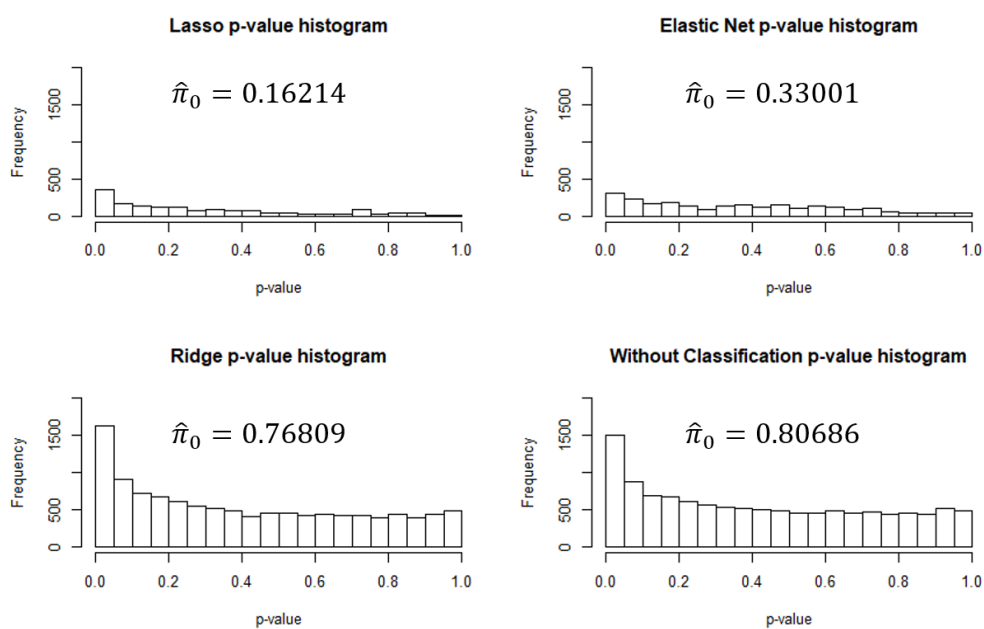 Lasso p-value histogram
π̂₀ = 0.16214
Frequency
1500
500
0
0.0 0.2 0.4 0.6 0.8 1.0
p-value
Elastic Net p-value histogram
π̂₀ = 0.33001
Frequency
1500
500
0
0.0 0.2 0.4 0.6 0.8 1.0
p-value
Ridge p-value histogram
π̂₀ = 0.76809
Frequency
1500
500
0
0.0 0.2 0.4 0.6 0.8 1.0
p-value
Without Classification p-value histogram
π̂₀ = 0.80686
Frequency
1500
500
0
0.0 0.2 0.4 0.6 0.8 1.0
p-value